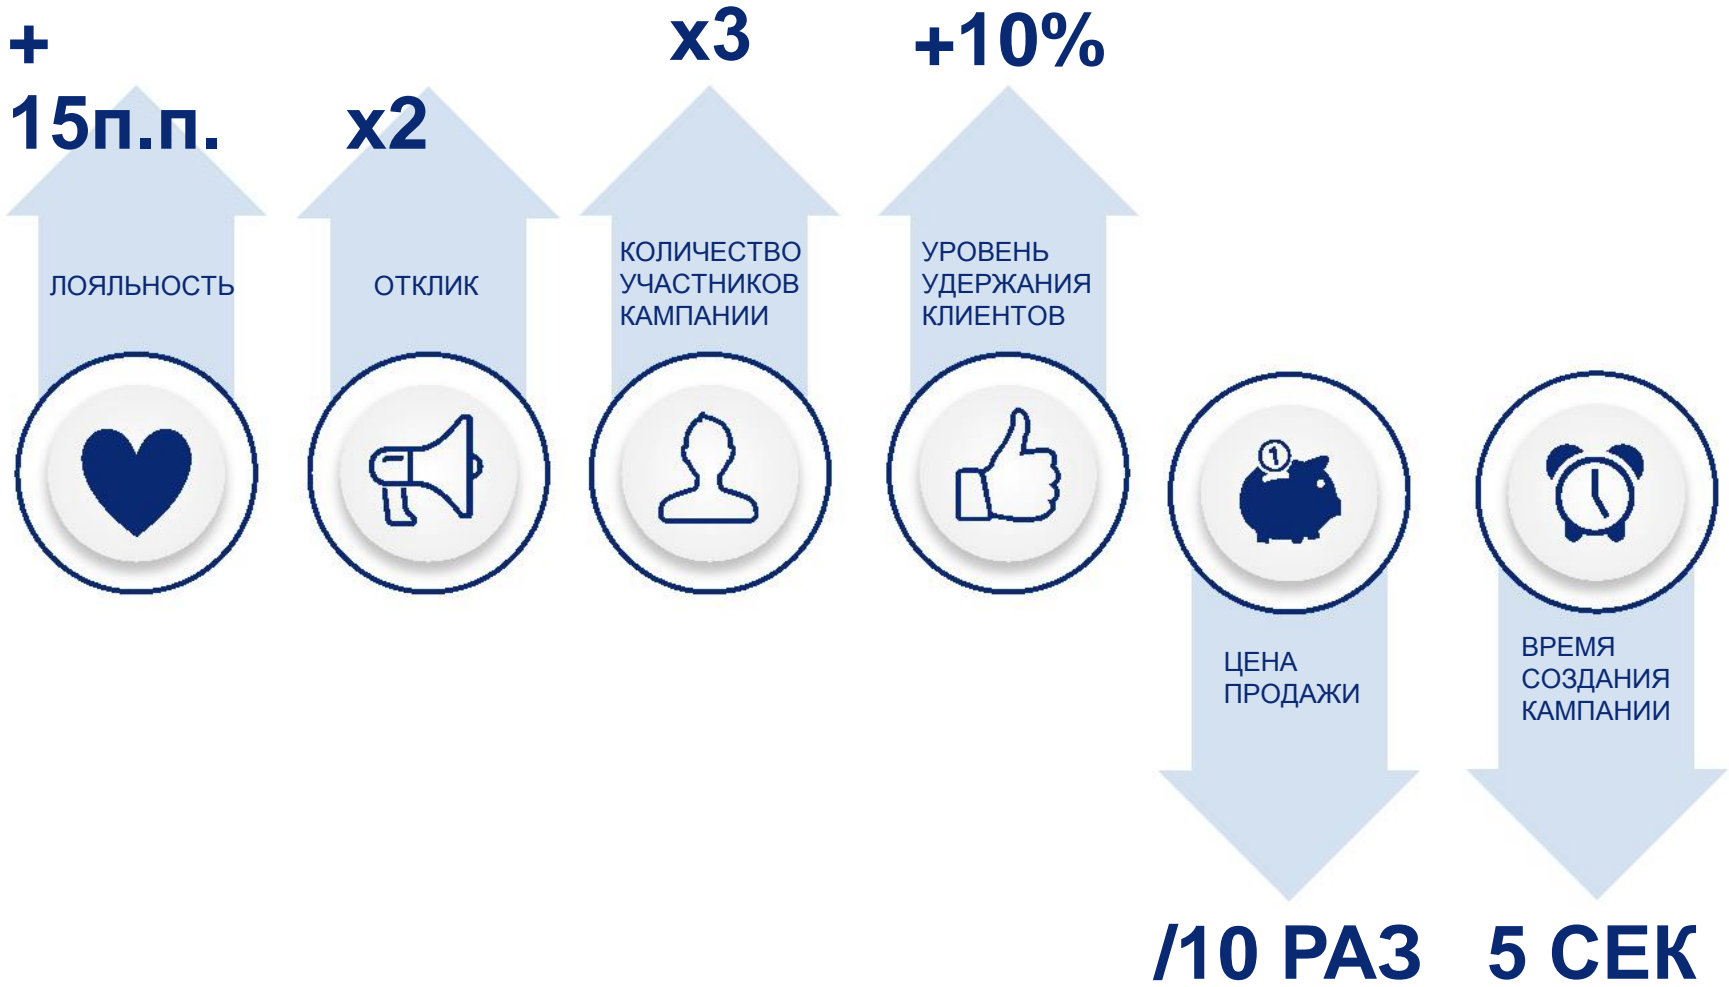 +
15п.п.
ЛОЯЛЬНОСТЬ
x2
ОТКЛИК
x3
КОЛИЧЕСТВО
УЧАСТНИКОВ
КАМПАНИИ
+10%
УРОВЕНЬ
УДЕРЖАНИЯ
КЛИЕНТОВ
1
ЦЕНА
ПРОДАЖИ
/10 РАЗ
ВРЕМЯ
СОЗДАНИЯ
КАМПАНИИ
5 СЕК